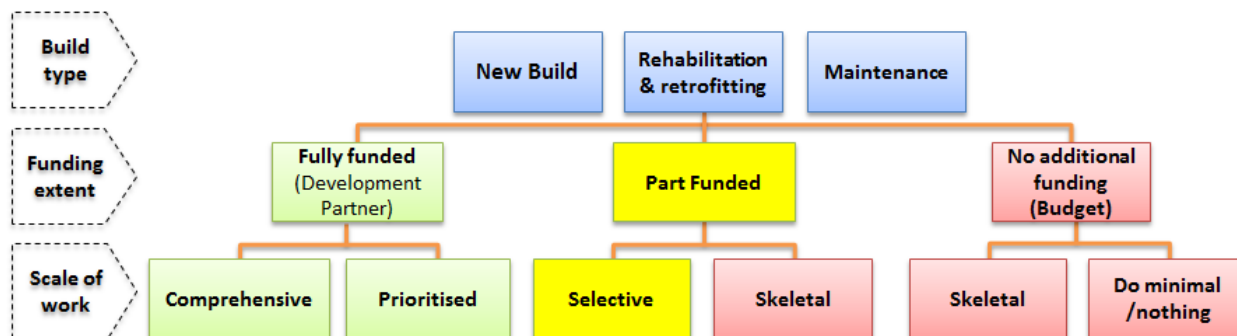 Build
type
New Build
Rehabilitation
& retrofitting
Maintenance
Funding
extent
Fully funded
(Development
Partner)
Part Funded
No additional
funding
(Budget)
Scale of
work
Comprehensive
Prioritised
Selective
Skeletal
Skeletal
Do minimal
/nothing